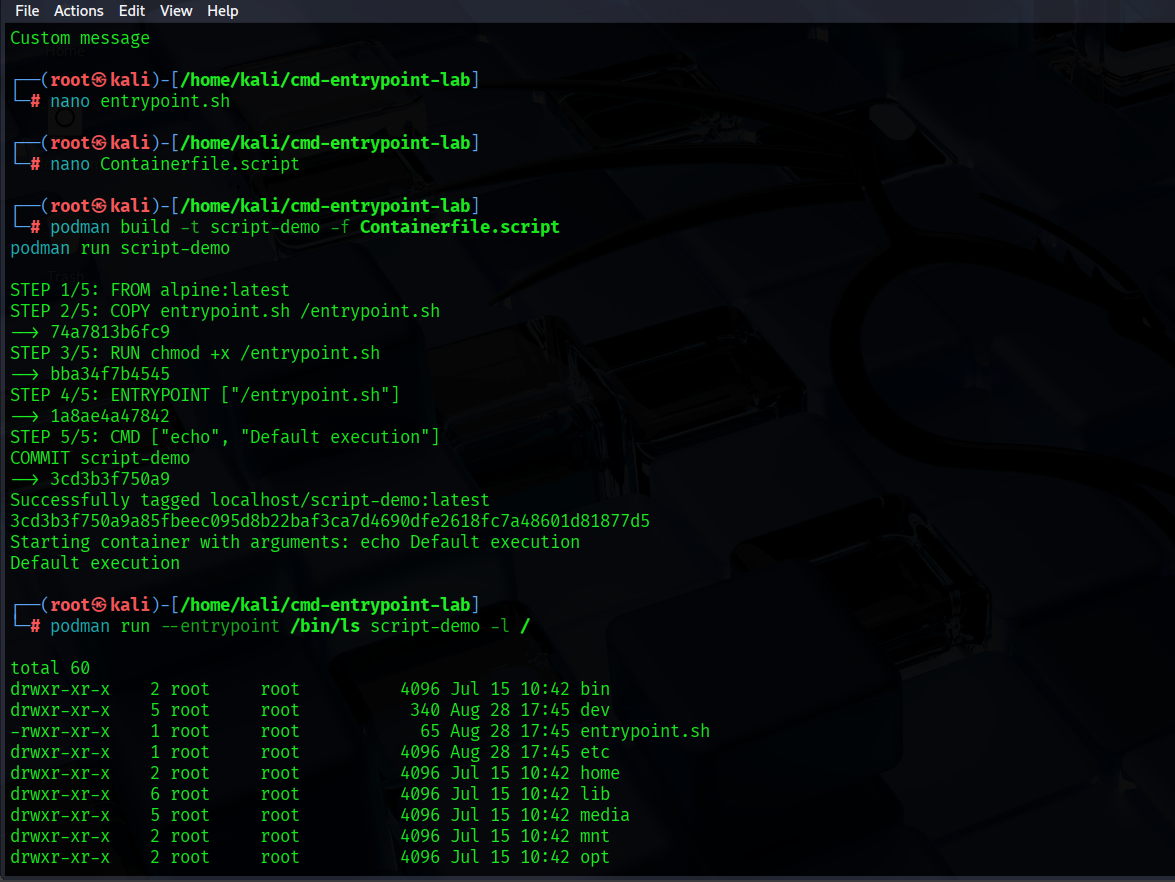 File Actions Edit View Help
Custom message
┌──(root㉿kali)-[/home/kali/cmd-entrypoint-lab]
└─# nano entrypoint.sh
┌──(root㉿kali)-[/home/kali/cmd-entrypoint-lab]
└─# nano Containerfile.script
┌──(root㉿kali)-[/home/kali/cmd-entrypoint-lab]
└─# podman build -t script-demo -f Containerfile.script
podman run script-demo
STEP 1/5: FROM alpine:latest
STEP 2/5: COPY entrypoint.sh /entrypoint.sh
--> 74a7813b6fc9
STEP 3/5: RUN chmod +x /entrypoint.sh
--> bba34f7b4545
STEP 4/5: ENTRYPOINT ["/entrypoint.sh"]
--> 1a8ae4a47842
STEP 5/5: CMD ["echo", "Default execution"]
COMMIT script-demo
--> 3cd3b3f750a9
Successfully tagged localhost/script-demo:latest
3cd3b3f750a9a85fbeec095d8b22baf3ca7d4690dfe2618fc7a48601d81877d5
Starting container with arguments: echo Default execution
Default execution
┌──(root㉿kali)-[/home/kali/cmd-entrypoint-lab]
└─# podman run --entrypoint /bin/ls script-demo -l /
total 60
drwxr-xr-x    2 root     root          4096 Jul 15 10:42 bin
drwxr-xr-x    5 root     root           340 Aug 28 17:45 dev
-rwxr-xr-x    1 root     root            65 Aug 28 17:45 entrypoint.sh
drwxr-xr-x    1 root     root          4096 Aug 28 17:45 etc
drwxr-xr-x    2 root     root          4096 Jul 15 10:42 home
drwxr-xr-x    6 root     root          4096 Jul 15 10:42 lib
drwxr-xr-x    5 root     root          4096 Jul 15 10:42 media
drwxr-xr-x    2 root     root          4096 Jul 15 10:42 mnt
drwxr-xr-x    2 root     root          4096 Jul 15 10:42 opt